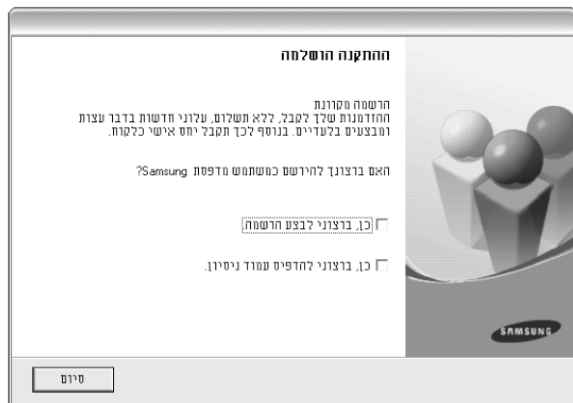 ההתקנה הושלמה
הרשמה מקוונת
ההזדמנות שלך לקבל, ללא תשלום, עלוני חדשות בדבר עצות
ומבצעים בלעדיים. בנוסף לכך תקבל יחס אישי כלקוח.
האם ברצונך להירשם כמשתמש מדפסת Samsung?
כן, ברצוני לבצע הרשמה.
כן, ברצוני להדפיס עמוד ניסיון.
SAMSUNG
סיום